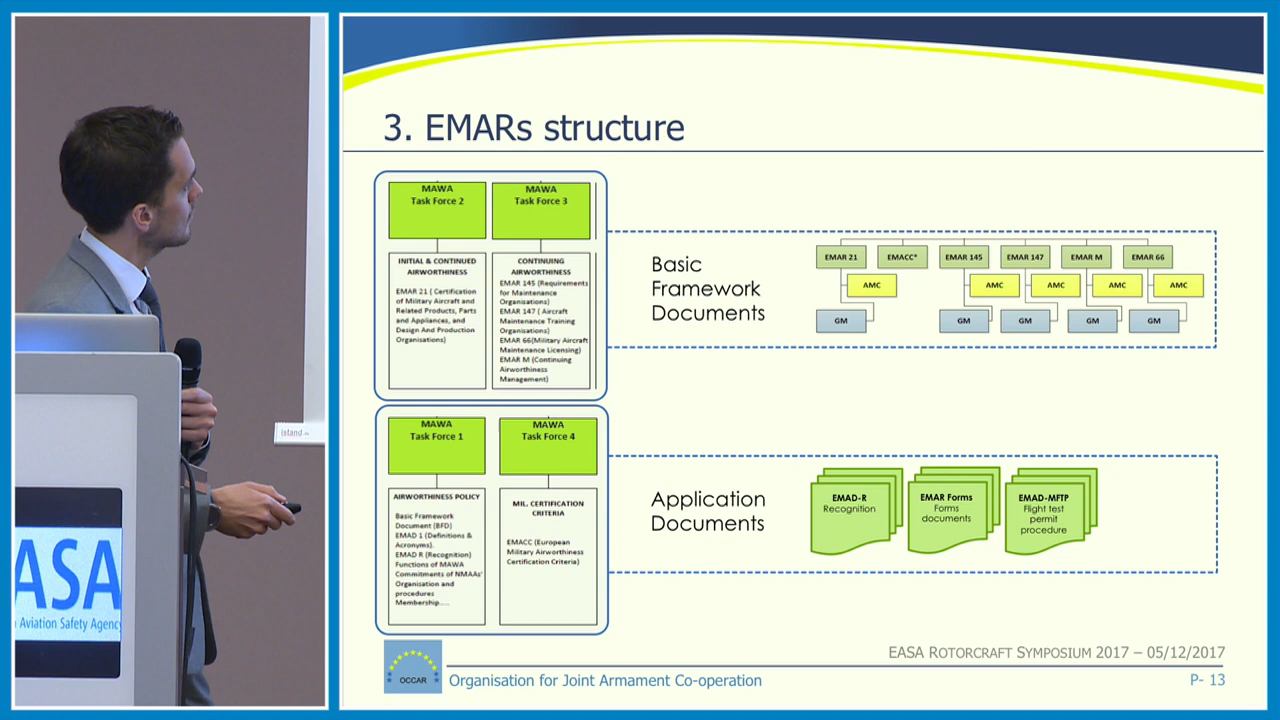 3. EMARs structure
MAWA
Task Force 2
MAWA
Task Force 3
INITIAL & CONTINUED
AIRWORTHINESS
EMAR 21 ( Certification
of Military Aircraft and
Related Products, Parts
and Appliances, and
Design And Production
Organisations)
CONTINUING
AIRWORTHINESS
EMAR 145 (Requirements
for Maintenance
Organisations)
EMAR 147 ( Aircraft
Maintenance Training
Organisations)
EMAR 66(Military Aircraft
Maintenance Licensing)
EMAR M (Continuing
Airworthiness
Management)
Basic
Framework
Documents
EMAR 21
EMACC*
EMAR 145
EMAR 147
EMAR M
EMAR 66
AMC
AMC
AMC
AMC
AMC
GM
GM
GM
GM
GM
MAWA
Task Force 1
MAWA
Task Force 4
AIRWORTHINESS POLICY
Basic Framework
Document (BFD)
EMAD 1 (Definitions &
Acronyms).
EMAD R (Recognition)
Functions of MAWA
Commitments of NMAAs'
Organisation and
procedures
Membership.....
MIL. CERTIFICATION
CRITERIA
EMACC (European
Military Airworthiness
Certification Criteria)
Application
Documents
EMAD-R
Recognition
EMAR Forms
Forms
documents
EMAD-MFTP
Flight test
permit
procedure
EASA ROTORCRAFT SYMPOSIUM 2017 – 05/12/2017
OCCAR
Organisation for Joint Armament Co-operation
P- 13
istand
ASA
Aviation Safety Agency